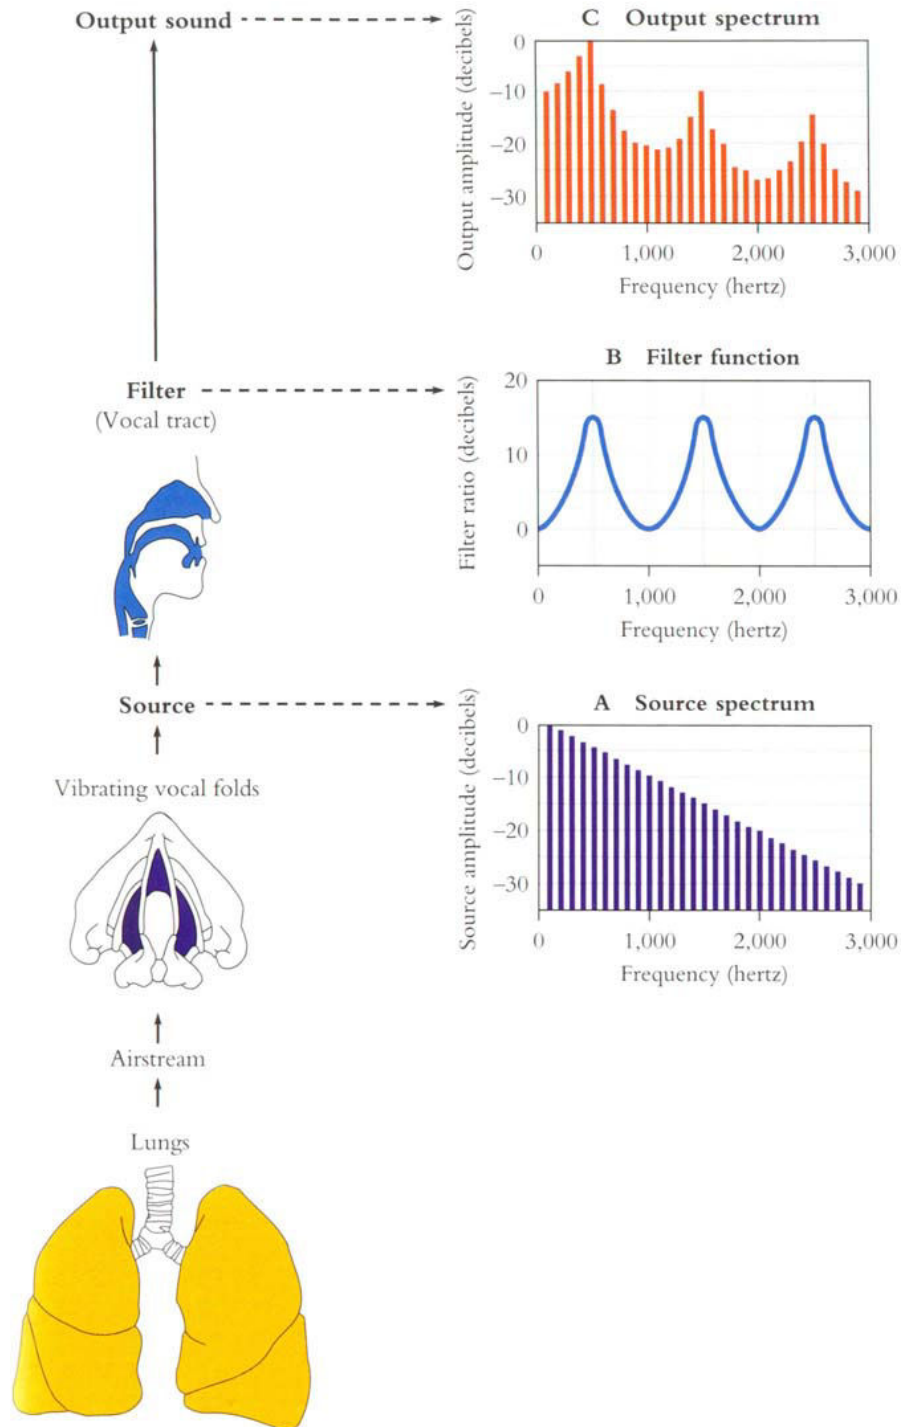 Output sound
C Output spectrum
Output amplitude (decibels)
0
−10
−20
−30
0 1,000 2,000 3,000
Frequency (hertz)
Filter
(Vocal tract)
B Filter function
Filter ratio (decibels)
20
10
0
0 1,000 2,000 3,000
Frequency (hertz)
Source
A Source spectrum
Source amplitude (decibels)
0
−10
−20
−30
0 1,000 2,000 3,000
Frequency (hertz)
Vibrating vocal folds
Airstream
Lungs